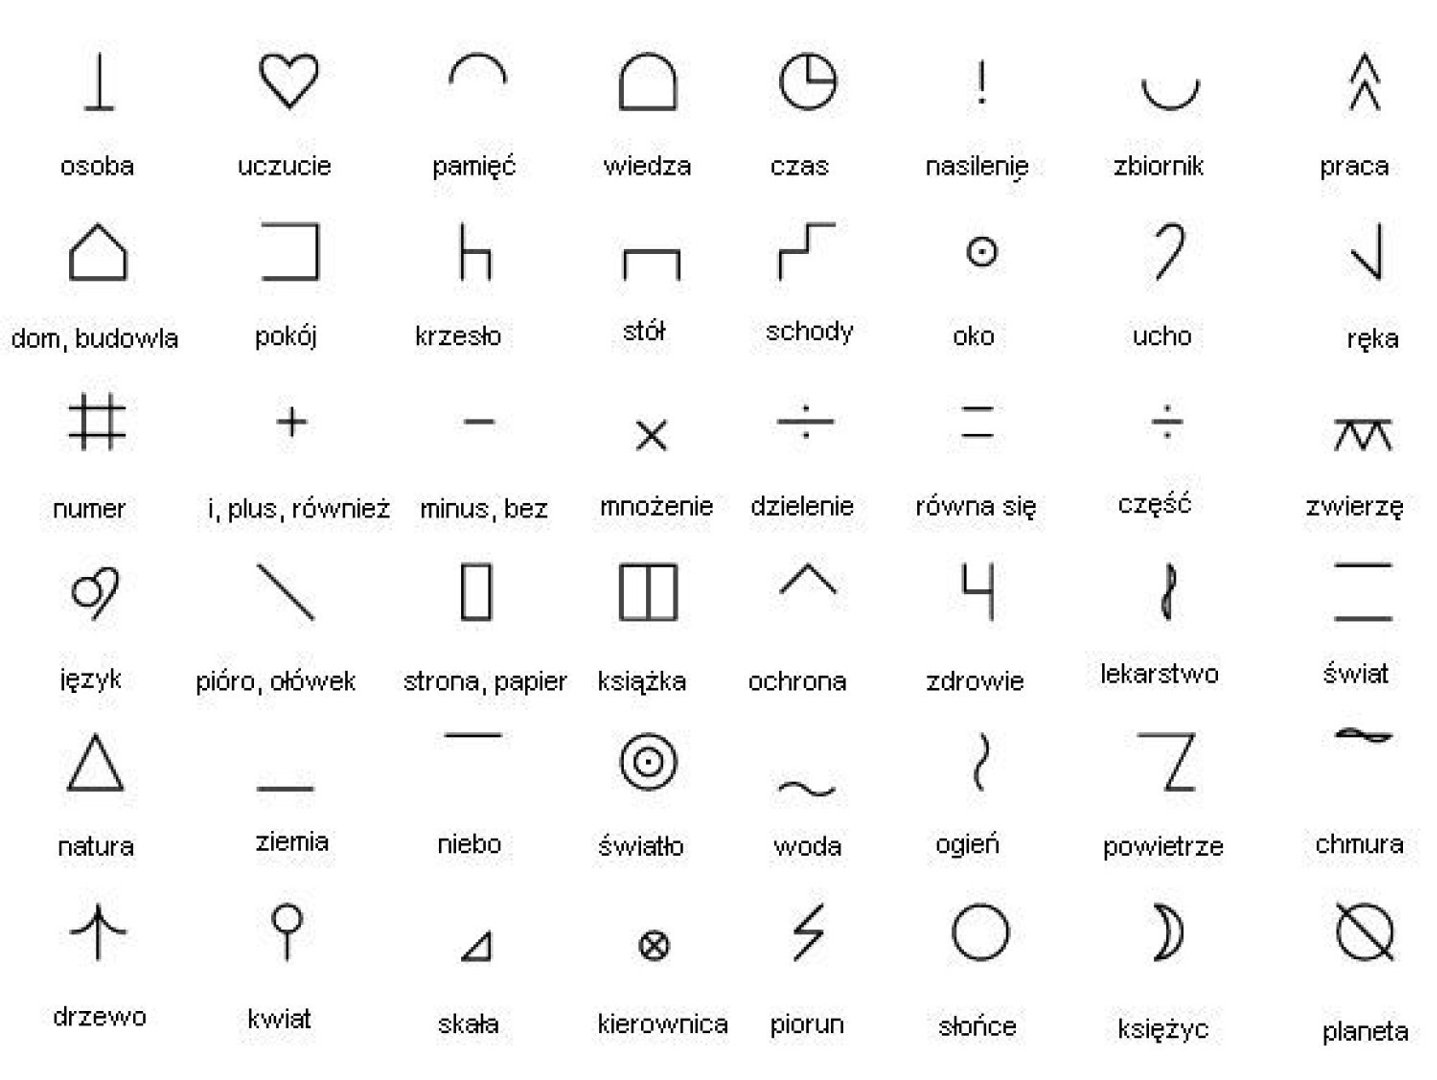 osoba uczucie pamięć wiedza czas nasilenie zbiornik praca
dom, budowla pokój krzesło stół schody oko ucho ręka
numer i, plus, również minus, bez mnożenie dzielenie równa się część zwierzę
język pióro, ołówek strona, papier książka ochrona zdrowie lekarstwo świat
natura ziemia niebo światło woda ogień powietrze chmura
drzewo kwiat skała kierownica piorun słońce księżyc planeta